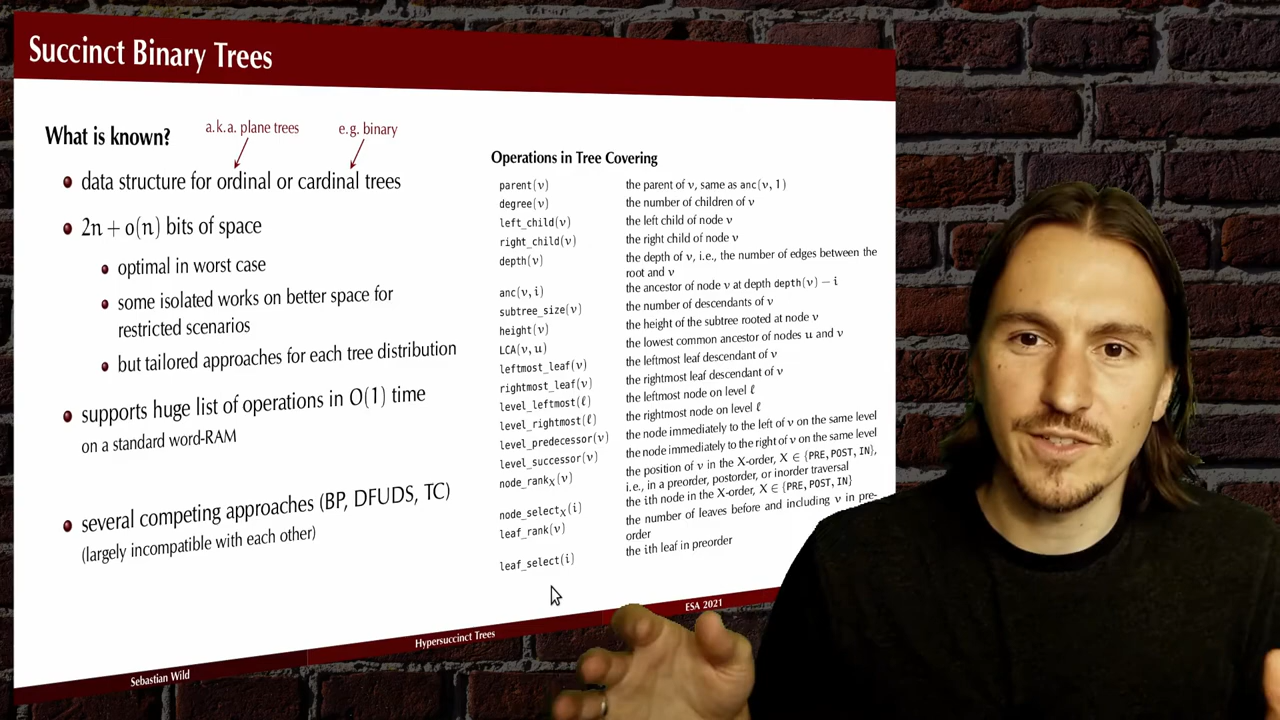 Succinct Binary Trees
What is known?
a.k.a. plane trees
e.g. binary
data structure for ordinal or cardinal trees
2n + o(n) bits of space
optimal in worst case
some isolated works on better space for
restricted scenarios
but tailored approaches for each tree distribution
supports huge list of operations in O(1) time
on a standard word-RAM
several competing approaches (BP, DFUDS, TC)
(largely incompatible with each other)
Operations in Tree Covering
parent(v) the parent of v, same as anc(v, 1)
degree(v) the number of children of v
left_child(v) the left child of node v
right_child(v) the right child of node v
depth(v) the depth of v, i.e., the number of edges between the
root and v
anc(v, i) the ancestor of node v at depth depth(v) − i
subtree_size(v) the number of descendants of v
height(v) the height of the subtree rooted at node v
LCA(v, u) the lowest common ancestor of nodes u and v
leftmost_leaf(v) the leftmost leaf descendant of v
rightmost_leaf(v) the rightmost leaf descendant of v
level_leftmost(ℓ) the leftmost node on level ℓ
level_rightmost(ℓ) the rightmost node on level ℓ
level_predecessor(v) the node immediately to the left of v on the same level
level_successor(v) the node immediately to the right of v on the same level
node_rankX(v) the position of v in the X-order, X ∈ {PRE, POST, IN},
i.e., in a preorder, postorder, or inorder traversal
node_selectX(i) the ith node in the X-order, X ∈ {PRE, POST, IN}
leaf_rank(v) the number of leaves before and including v in pre-
order
leaf_select(i) the ith leaf in preorder
Sebastian Wild
Hypersuccinct Trees
ESA 2021